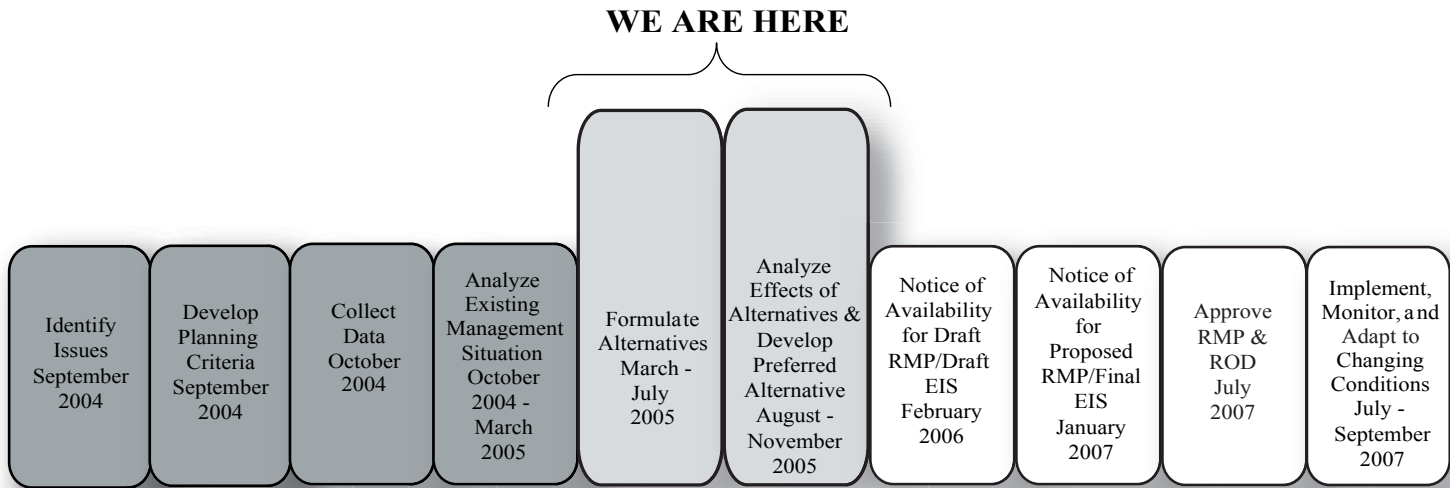 WE ARE HERE
Identify
Issues
September
2004
Develop
Planning
Criteria
September
2004
Collect
Data
October
2004
Analyze
Existing
Management
Situation
October
2004 -
March
2005
Formulate
Alternatives
March -
July
2005
Analyze
Effects of
Alternatives &
Develop
Preferred
Alternative
August -
November
2005
Notice of
Availability
for Draft
RMP/Draft
EIS
February
2006
Notice of
Availability
for
Proposed
RMP/Final
EIS
January
2007
Approve
RMP &
ROD
July
2007
Implement,
Monitor, and
Adapt to
Changing
Conditions
July -
September
2007